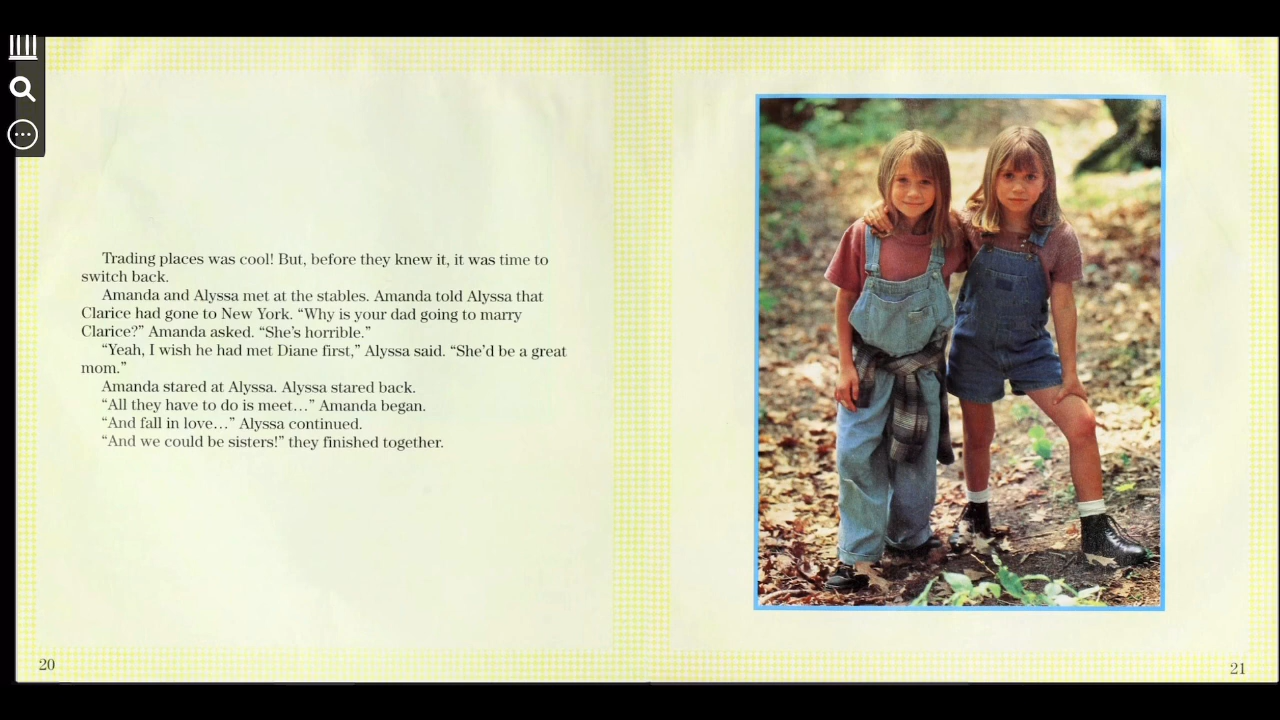 Trading places was cool! But, before they knew it, it was time to
switch back.
Amanda and Alyssa met at the stables. Amanda told Alyssa that
Clarice had gone to New York. “Why is your dad going to marry
Clarice?” Amanda asked. “She’s horrible.”
“Yeah, I wish he had met Diane first,” Alyssa said. “She’d be a great
mom.”
Amanda stared at Alyssa. Alyssa stared back.
“All they have to do is meet…” Amanda began.
“And fall in love…” Alyssa continued.
“And we could be sisters!” they finished together.
20
21